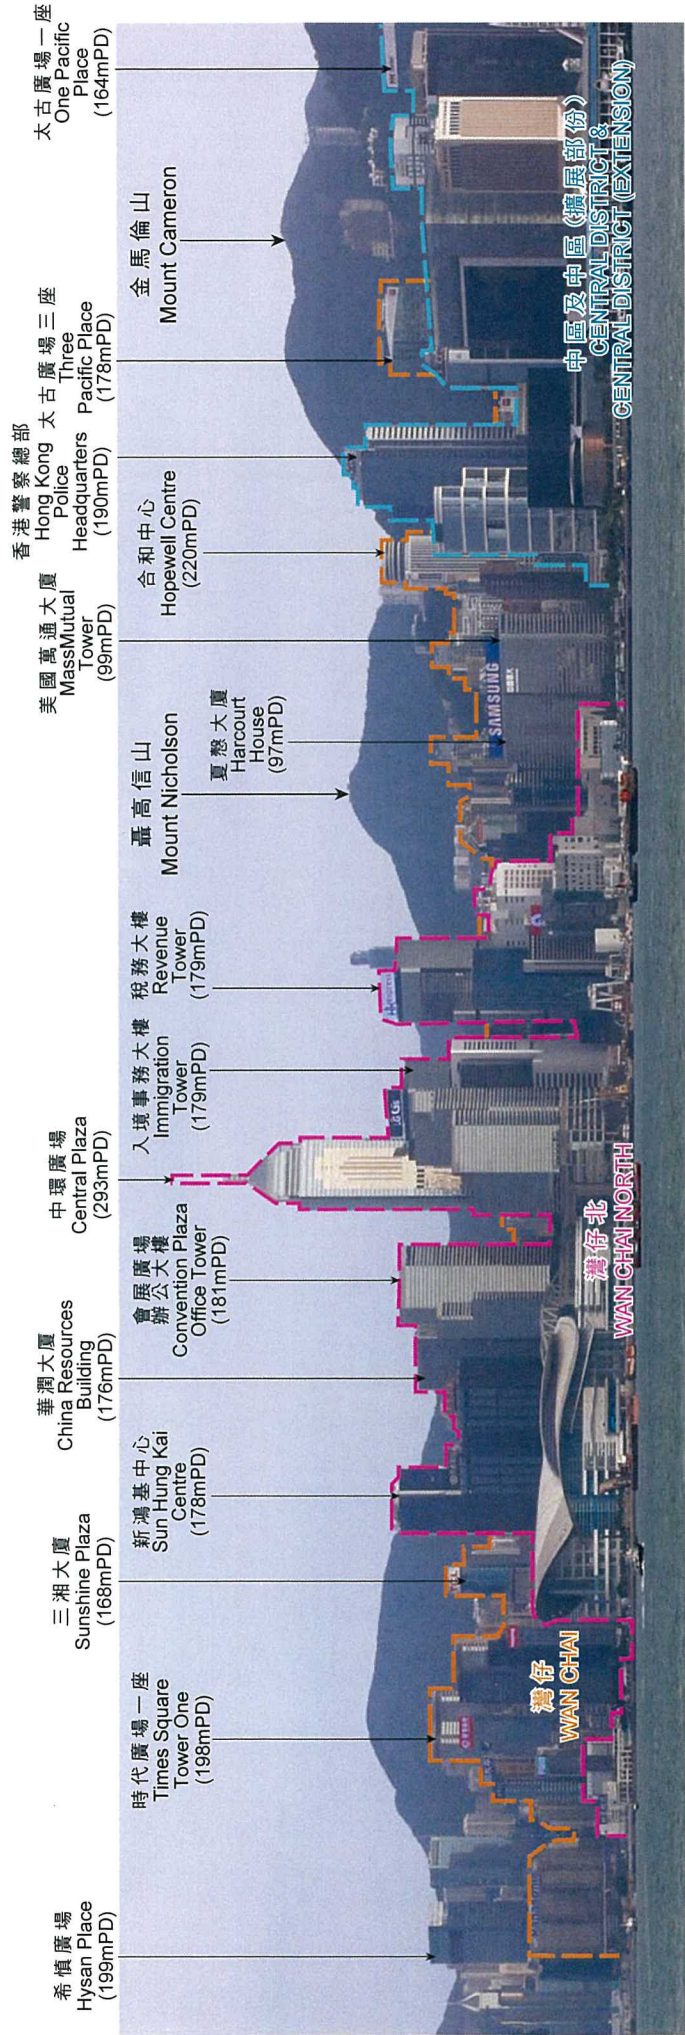 希慎廣場
Hysan Place
(199mPD)
時代廣場一座
Times Square
Tower One
(198mPD)
三湘大廈
Sunshine Plaza
(168mPD)
新鴻基中心
Sun Hung Kai
Centre
(178mPD)
華潤大廈
China Resources
Building
(176mPD)
會展廣場
辦公大樓
Convention Plaza
Office Tower
(181mPD)
中環廣場
Central Plaza
(293mPD)
入境事務大樓
Immigration
Tower
(179mPD)
稅務大樓
Revenue
Tower
(179mPD)
聶高信山
Mount Nicholson
夏慤大廈
Harcourt
House
(97mPD)
美國萬通大廈
MassMutual
Tower
(99mPD)
合和中心
Hopewell Centre
(220mPD)
香港警察總部
Hong Kong
Police
Headquarters
(190mPD)
太古廣場三座
Three
Pacific Place
(178mPD)
金馬倫山
Mount Cameron
太古廣場一座
One Pacific
Place
(164mPD)
SAMSUNG
灣仔
WAN CHAI
灣仔北
WAN CHAI NORTH
中區及中區(擴展部份)
CENTRAL DISTRICT &
CENTRAL DISTRICT (EXTENSION)